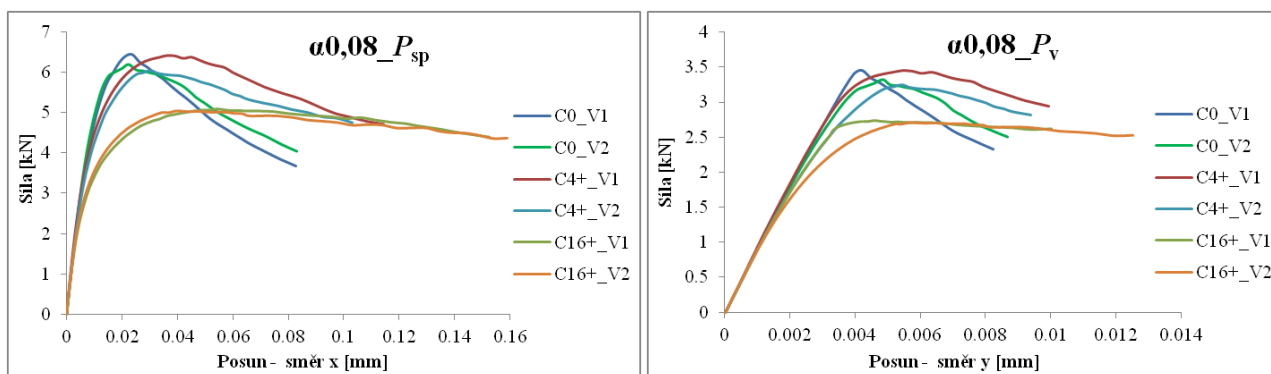 α0,08_Psp
7
6
5
4
3
2
1
0
Síla [kN]
0 0.02 0.04 0.06 0.08 0.1 0.12 0.14 0.16
Posun - směr x [mm]
C0_V1
C0_V2
C4+_V1
C4+_V2
C16+_V1
C16+_V2
α0,08_Pv
4
3.5
3
2.5
2
1.5
1
0.5
0
Síla [kN]
0 0.002 0.004 0.006 0.008 0.01 0.012 0.014
Posun - směr y [mm]
C0_V1
C0_V2
C4+_V1
C4+_V2
C16+_V1
C16+_V2